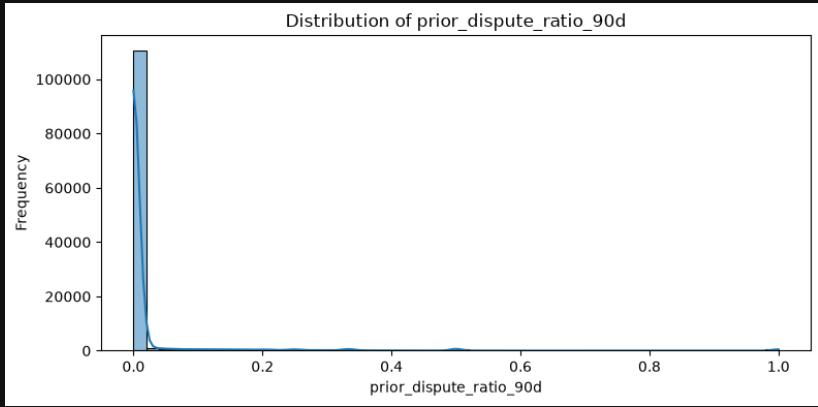 Distribution of prior_dispute_ratio_90d
100000
80000
60000
40000
20000
0
Frequency
0.0 0.2 0.4 0.6 0.8 1.0
prior_dispute_ratio_90d